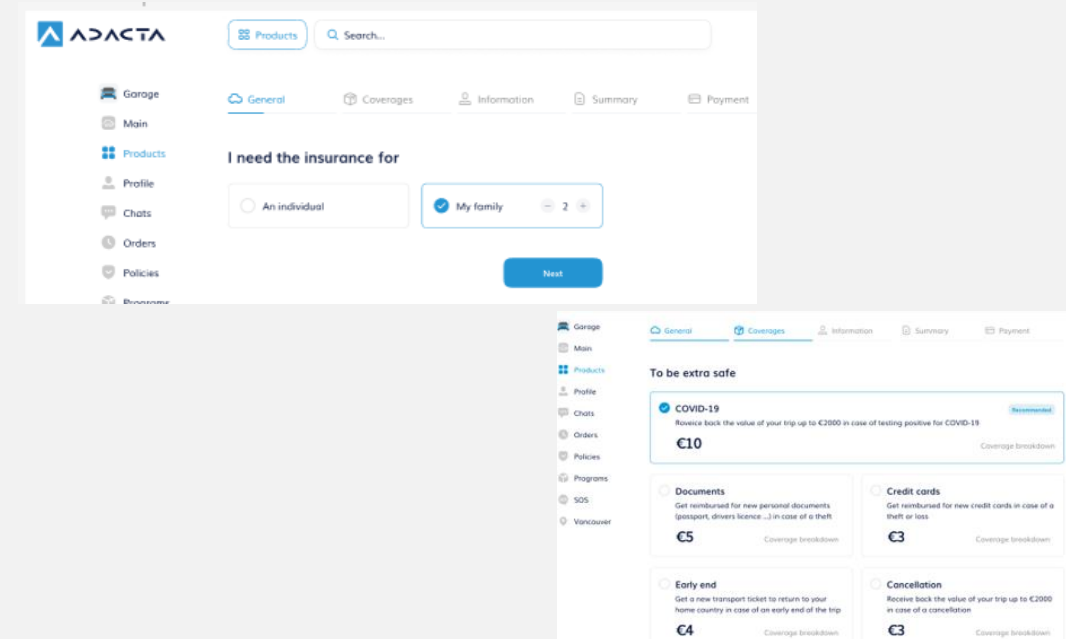 ADACTA
Products
Search...
Garage
Main
Products
Profile
Chats
Orders
Policies
Programs
General
Coverages
Information
Summary
Payment
I need the insurance for
An individual
My family
2
Next
Garage
Main
Products
Profile
Chats
Orders
Policies
Programs
SOS
Vancouver
General
Coverages
Information
Summary
Payment
To be extra safe
COVID-19
Recommended
Roveice back the value of your trip up to €2000 in case of testing positive for COVID-19
€10
Coverage breakdown
Documents
Get reimbursed for new personal documents
(passport, drivers licence ...) in case of a theft
€5
Coverage breakdown
Credit cards
Get reimbursed for new credit cards in case of a
theft or loss
€3
Coverage breakdown
Early end
Get a new transport ticket to return to your
home country in case of an early end of the trip
€4
Coverage breakdown
Cancellation
Receive back the value of your trip up to €2000
in case of a cancellation
€3
Coverage breakdown